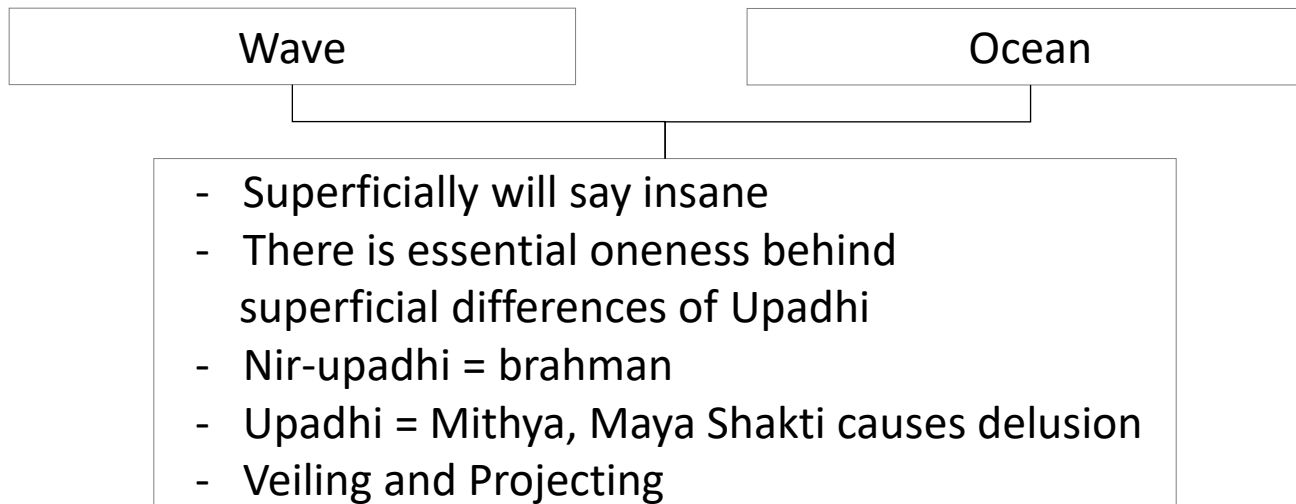 Wave
Ocean
- Superficially will say insane
- There is essential oneness behind
superficial differences of Upadhi
- Nir-upadhi = brahman
- Upadhi = Mithya, Maya Shakti causes delusion
- Veiling and Projecting